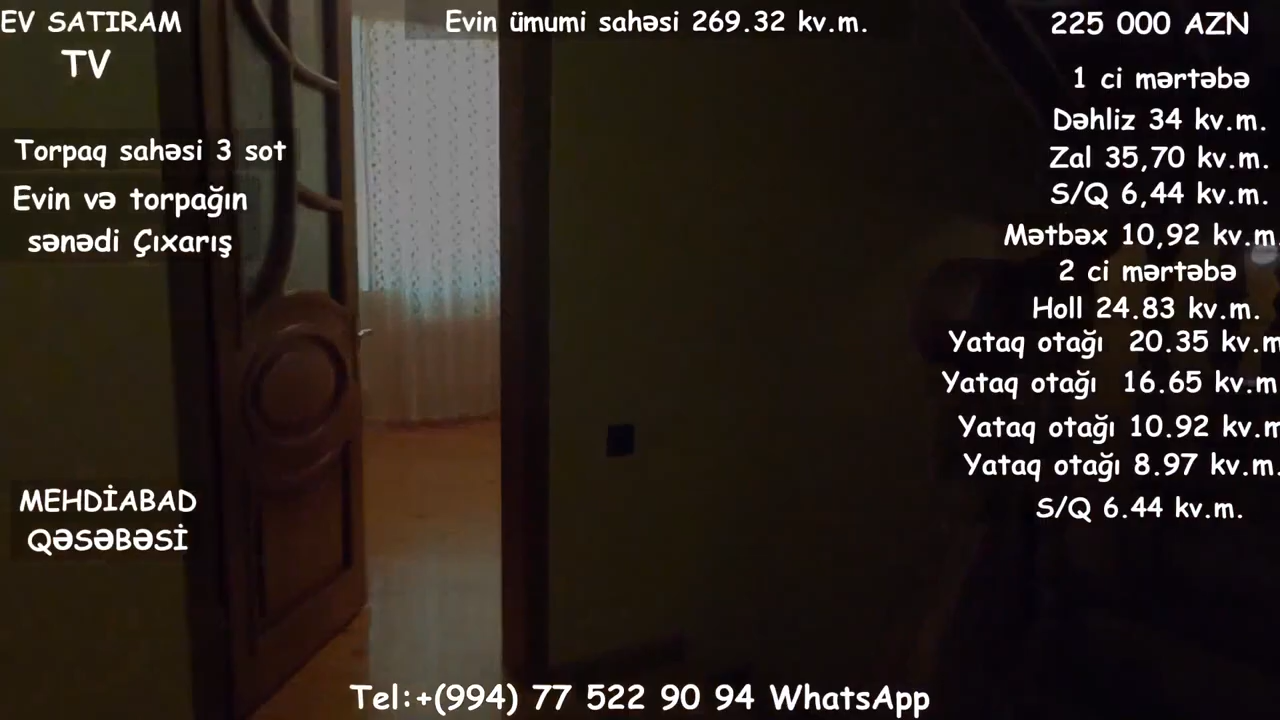 EV SATIRAM
TV
Evin ümumi sahəsi 269.32 kv.m.
225 000 AZN
Torpaq sahəsi 3 sot
Evin və torpağın
sənədi Çıxarış
MEHDİABAD
QƏSƏBƏSİ
1 ci mərtəbə
Dəhliz 34 kv.m.
Zal 35,70 kv.m.
S/Q 6,44 kv.m.
Mətbəx 10,92 kv.m.
2 ci mərtəbə
Holl 24.83 kv.m.
Yataq otağı 20.35 kv.m
Yataq otağı 16.65 kv.m
Yataq otağı 10.92 kv.m
Yataq otağı 8.97 kv.m.
S/Q 6.44 kv.m.
Tel:+(994) 77 522 90 94 WhatsApp